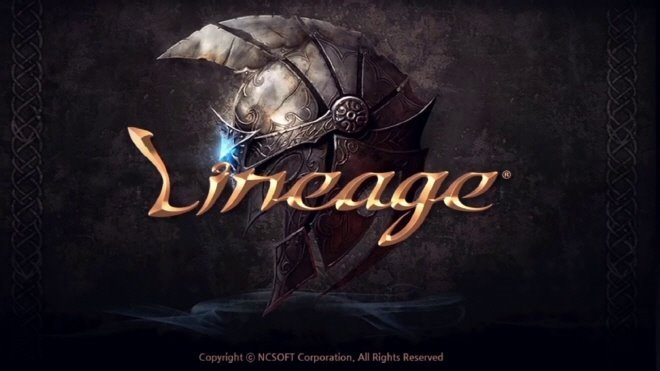 Lineage®
Copyright ⓒ NCSOFT Corporation, All Rights Reserved